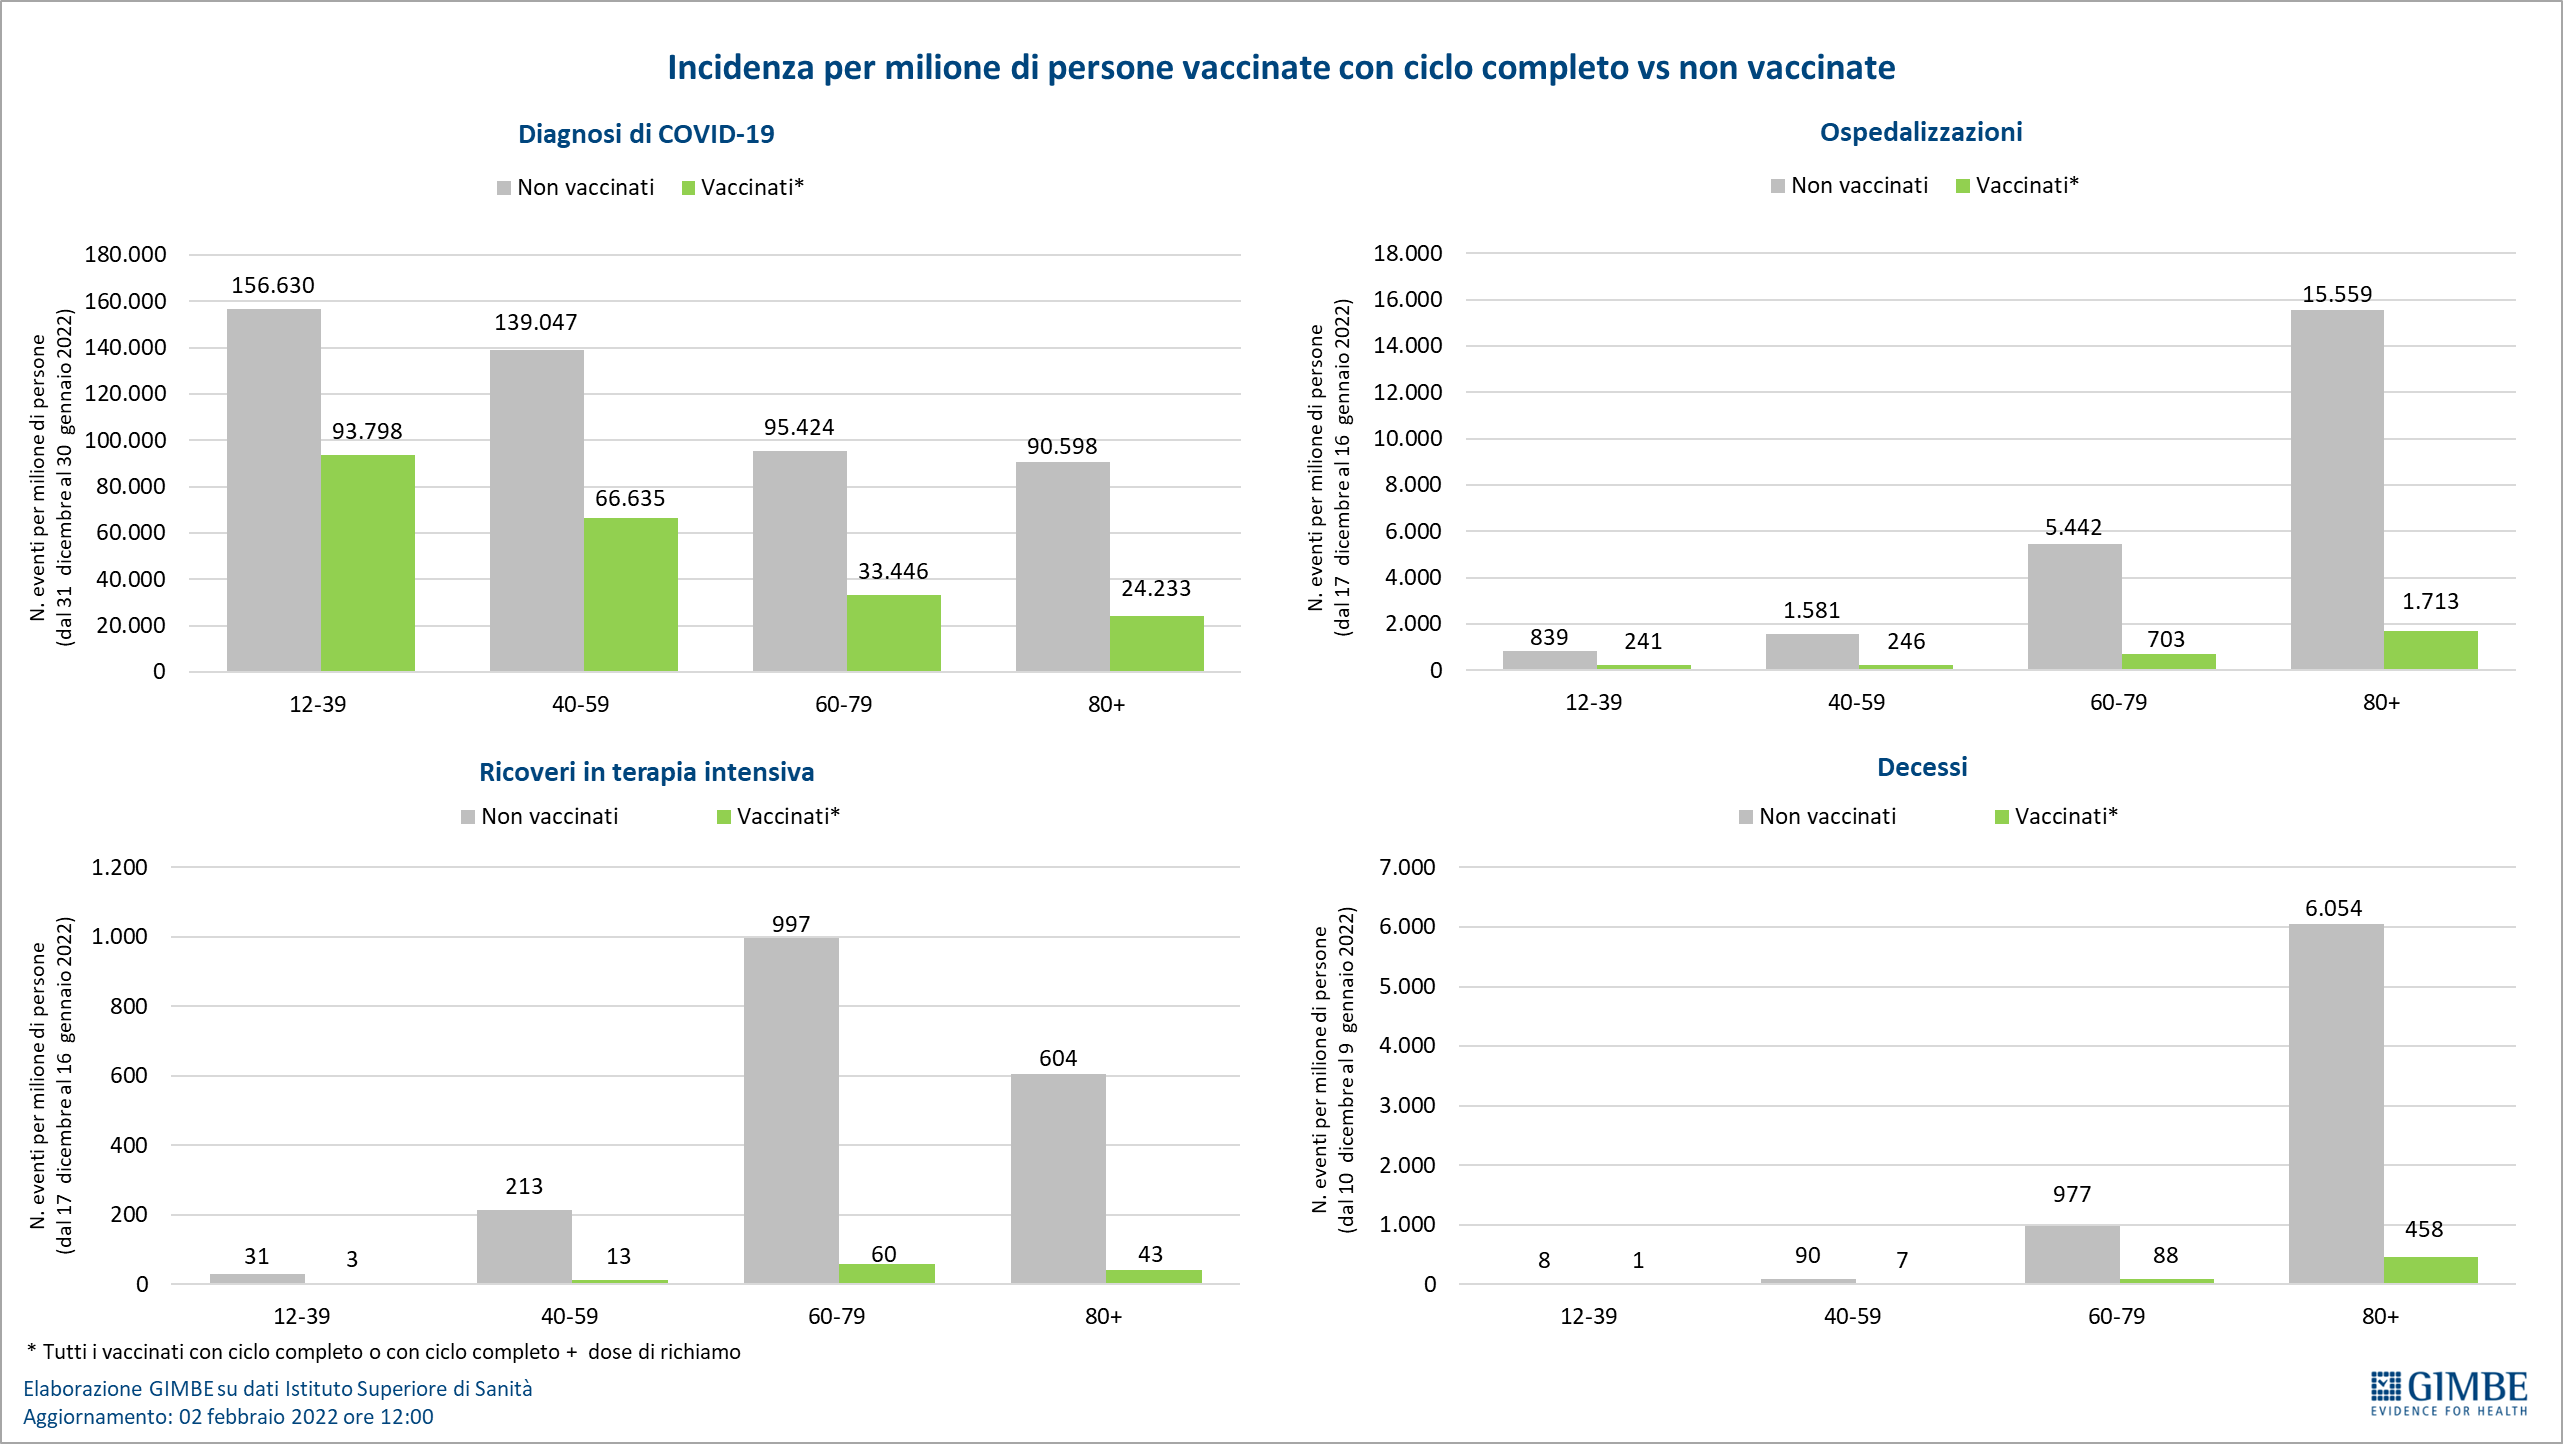 Incidenza per milione di persone vaccinate con ciclo completo vs non vaccinate
Diagnosi di COVID-19
Non vaccinati Vaccinati*
N. eventi per milione di persone
(dal 31 dicembre al 30 gennaio 2022)
180.000
160.000
140.000
120.000
100.000
80.000
60.000
40.000
20.000
0
156.630
93.798
139.047
66.635
95.424
33.446
90.598
24.233
12-39 40-59 60-79 80+
Ospedalizzazioni
Non vaccinati Vaccinati*
N. eventi per milione di persone
(dal 17 dicembre al 16 gennaio 2022)
18.000
16.000
14.000
12.000
10.000
8.000
6.000
4.000
2.000
0
839
241
1.581
246
5.442
703
15.559
1.713
12-39 40-59 60-79 80+
Ricoveri in terapia intensiva
Non vaccinati Vaccinati*
N. eventi per milione di persone
(dal 17 dicembre al 16 gennaio 2022)
1.200
1.000
800
600
400
200
0
31
3
213
13
997
60
604
43
12-39 40-59 60-79 80+
Decessi
Non vaccinati Vaccinati*
N. eventi per milione di persone
(dal 10 dicembre al 9 gennaio 2022)
7.000
6.000
5.000
4.000
3.000
2.000
1.000
0
8
1
90
7
977
88
6.054
458
12-39 40-59 60-79 80+
* Tutti i vaccinati con ciclo completo o con ciclo completo + dose di richiamo
Elaborazione GIMBE su dati Istituto Superiore di Sanità
Aggiornamento: 02 febbraio 2022 ore 12:00
GIMBE
EVIDENCE FOR HEALTH